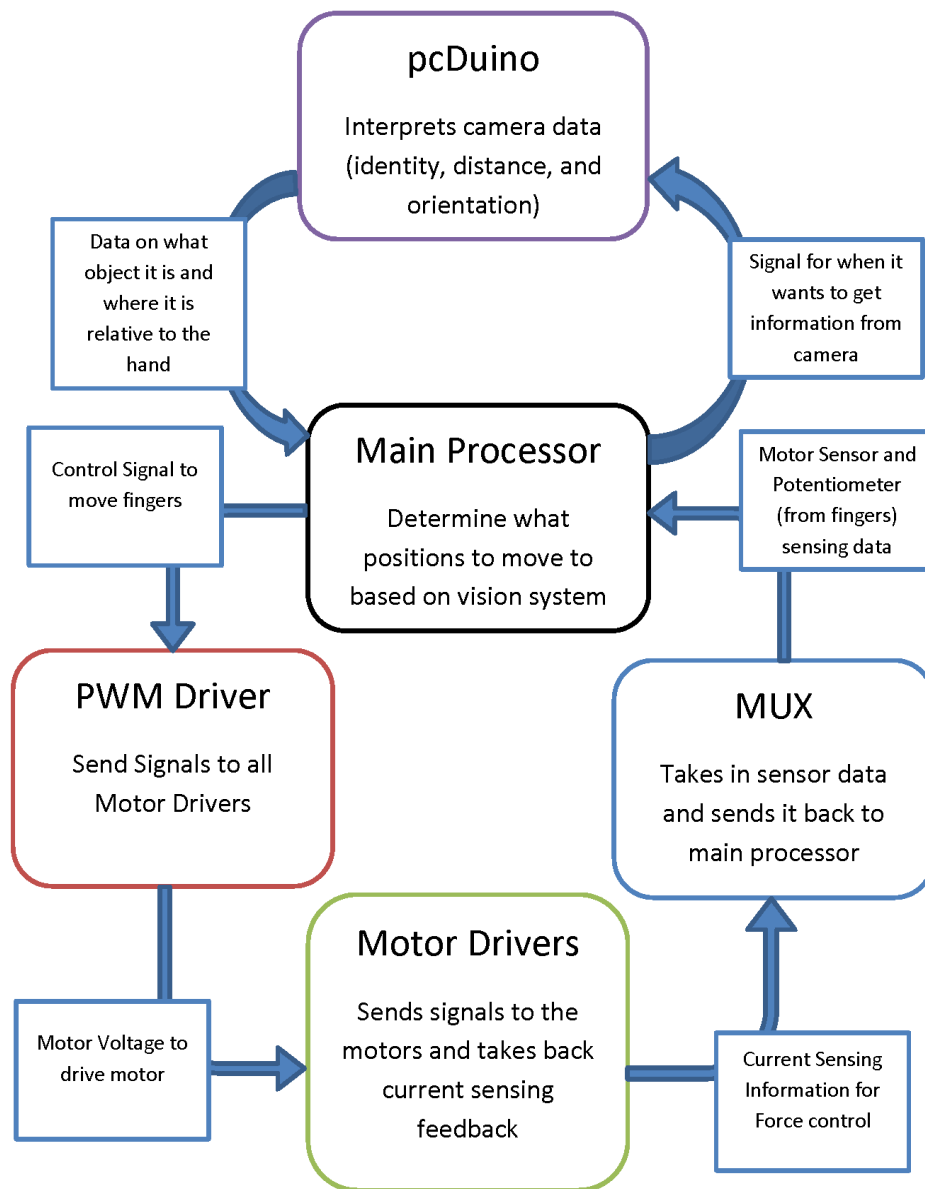 pcDuino
Interprets camera data
(identity, distance, and
orientation)
Data on what
object it is and
where it is
relative to the
hand
Signal for when it
wants to get
information from
camera
Main Processor
Determine what
positions to move to
based on vision system
Control Signal to
move fingers
Motor Sensor and
Potentiometer
(from fingers)
sensing data
PWM Driver
Send Signals to all
Motor Drivers
MUX
Takes in sensor data
and sends it back to
main processor
Motor Drivers
Sends signals to the
motors and takes back
current sensing
feedback
Motor Voltage to
drive motor
Current Sensing
Information for
Force control